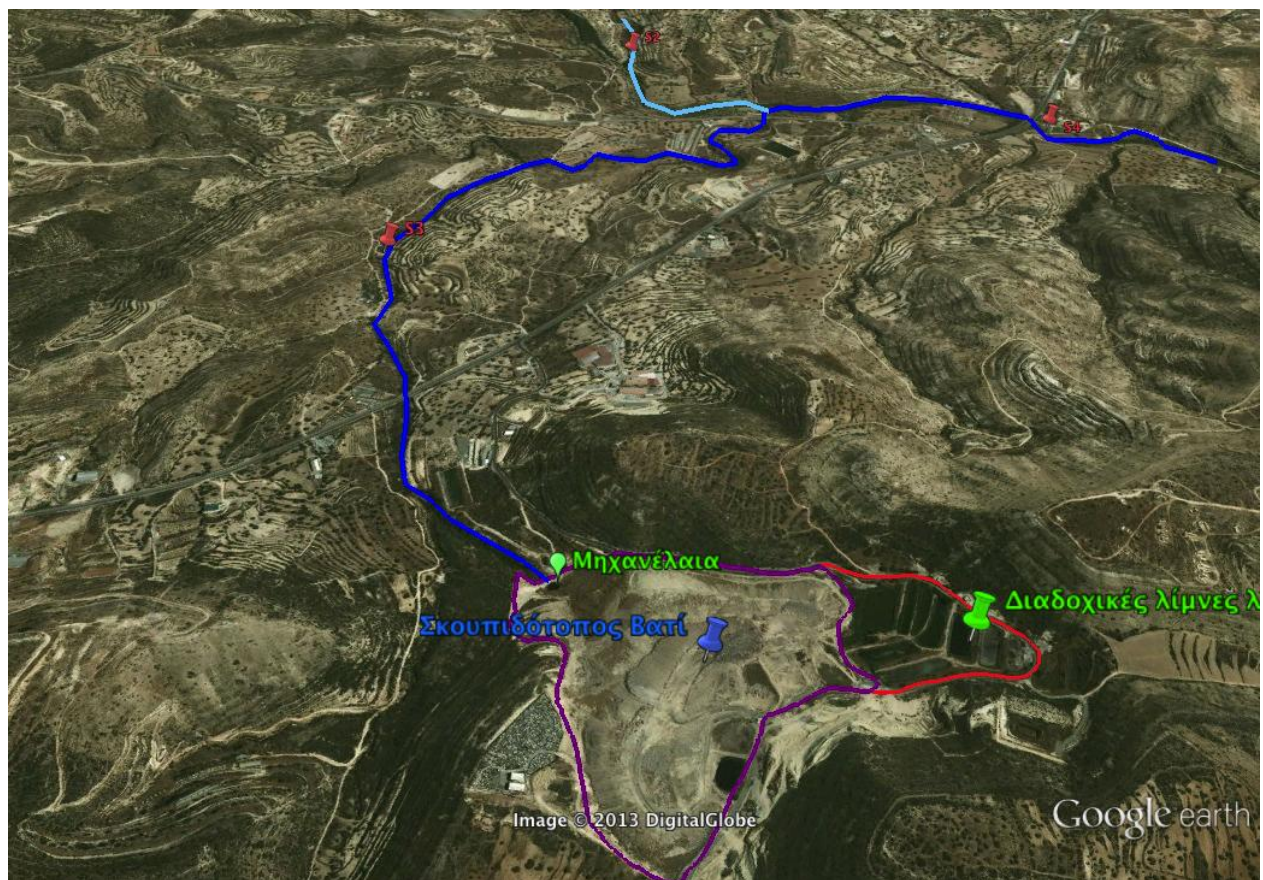 S2
S4
S3
Μηχανέλαια
Διαδοχικές λίμνες λ
Σκουπιδότοπος Βατί
Image © 2013 DigitalGlobe
Google earth